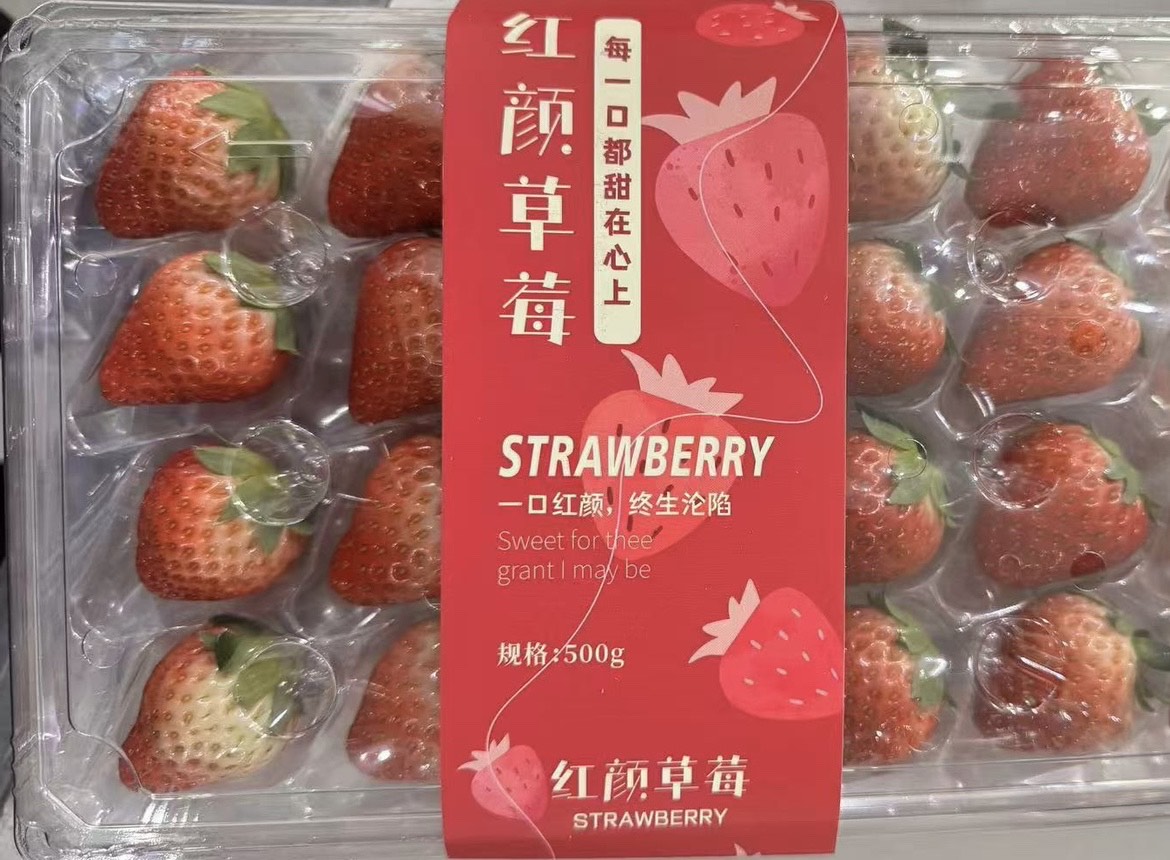 红颜草莓
每一口都甜在心上
STRAWBERRY
一口红颜，终生沦陷
Sweet for thee
grant I may be
规格:500g
红颜草莓
STRAWBERRY